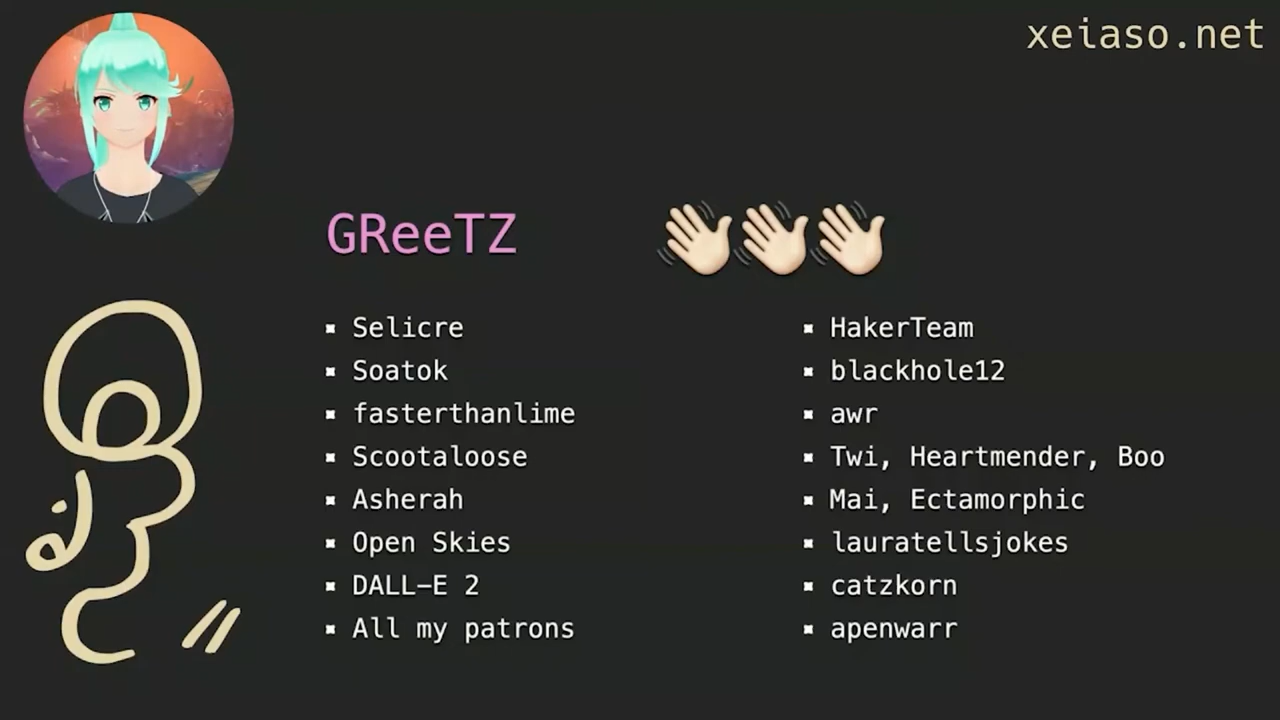 xeiaso.net
GReeTZ 👋🏻👋🏻👋🏻
▪ Selicre
▪ Soatok
▪ fasterthanlime
▪ Scootaloose
▪ Asherah
▪ Open Skies
▪ DALL–E 2
▪ All my patrons
▪ HakerTeam
▪ blackhole12
▪ awr
▪ Twi, Heartmender, Boo
▪ Mai, Ectamorphic
▪ lauratellsjokes
▪ catzkorn
▪ apenwarr